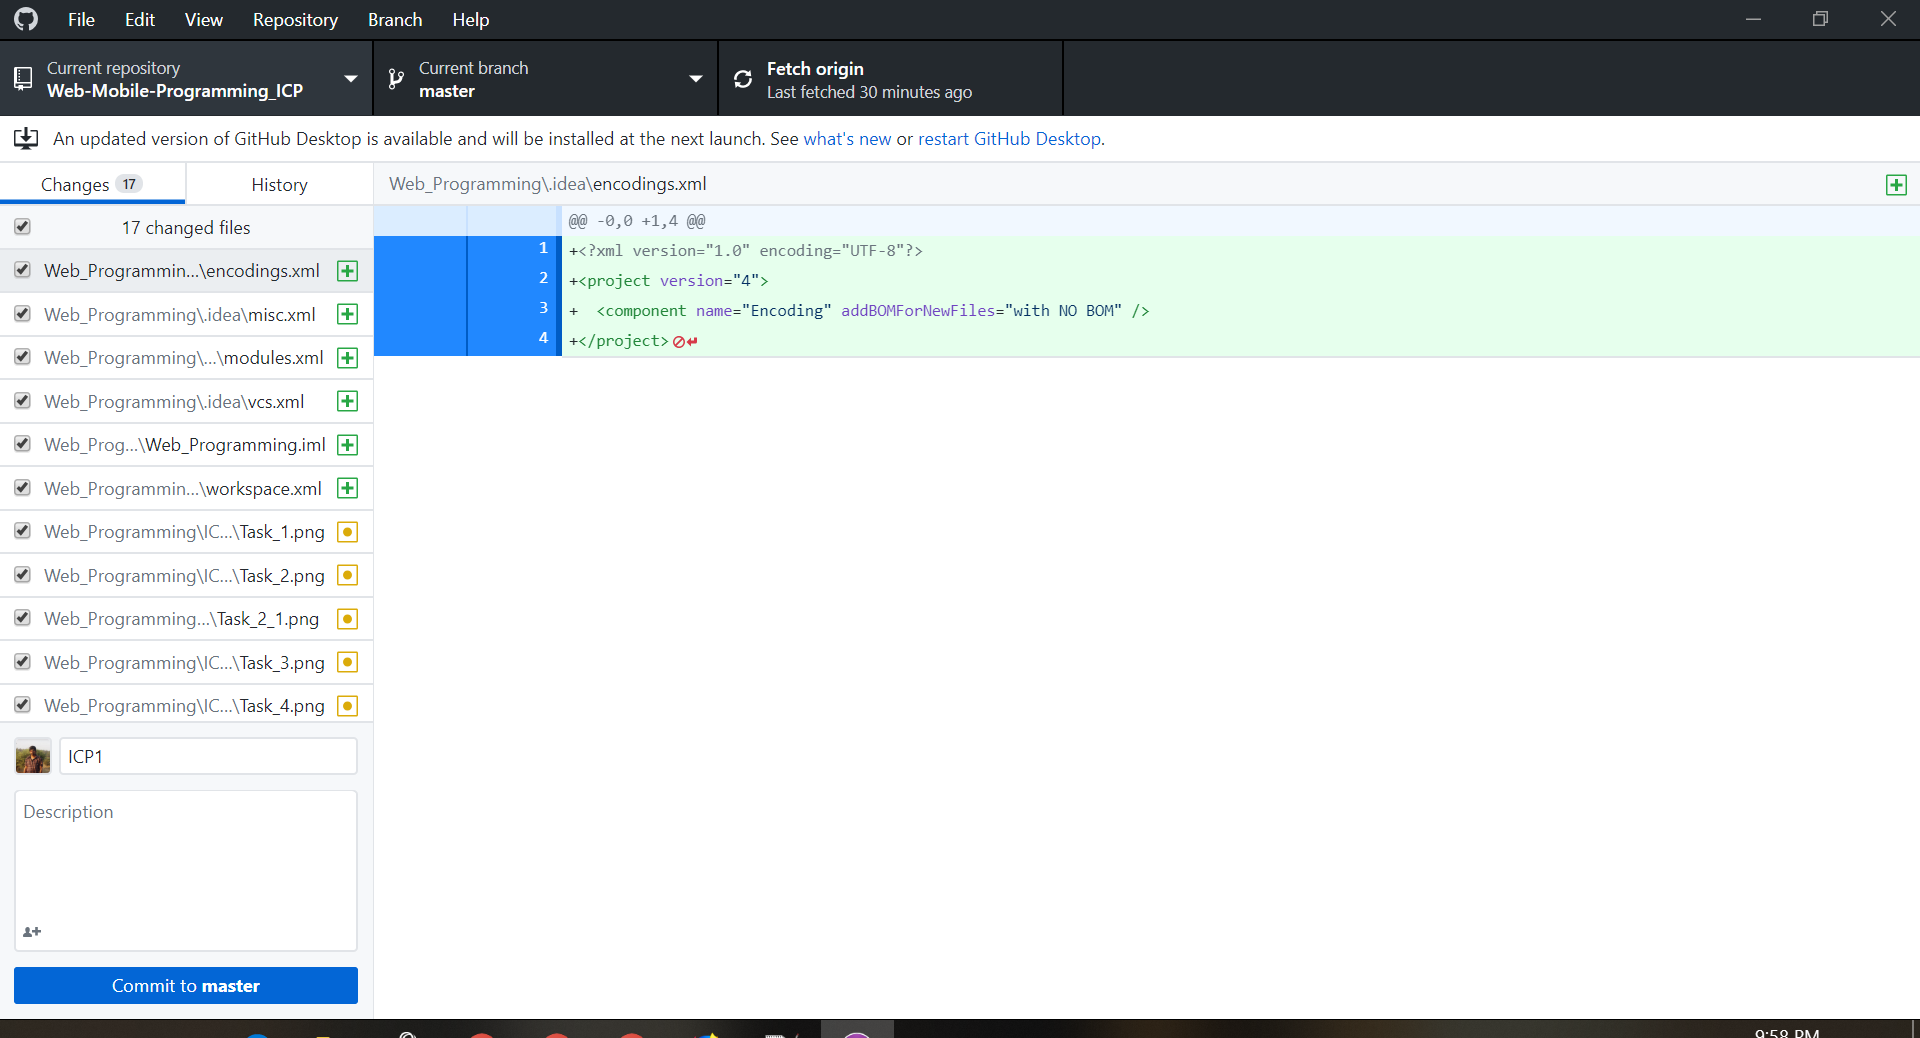 File Edit View Repository Branch Help
Current repository
Web-Mobile-Programming_ICP
Current branch
master
Fetch origin
Last fetched 30 minutes ago
An updated version of GitHub Desktop is available and will be installed at the next launch. See what's new or restart GitHub Desktop.
Changes 17 History
Web_Programming\.idea\encodings.xml
17 changed files
@@ -0,0 +1,4 @@
1 +<?xml version="1.0" encoding="UTF-8"?>
2 +<project version="4">
3 +  <component name="Encoding" addBOMForNewFiles="with NO BOM" />
4 +</project>
Web_Programmin...\encodings.xml
Web_Programming\.idea\misc.xml
Web_Programming\...\modules.xml
Web_Programming\.idea\vcs.xml
Web_Prog...\Web_Programming.iml
Web_Programmin...\workspace.xml
Web_Programming\IC...\Task_1.png
Web_Programming\IC...\Task_2.png
Web_Programming...\Task_2_1.png
Web_Programming\IC...\Task_3.png
Web_Programming\IC...\Task_4.png
ICP1
Description
Commit to master
9:58 PM